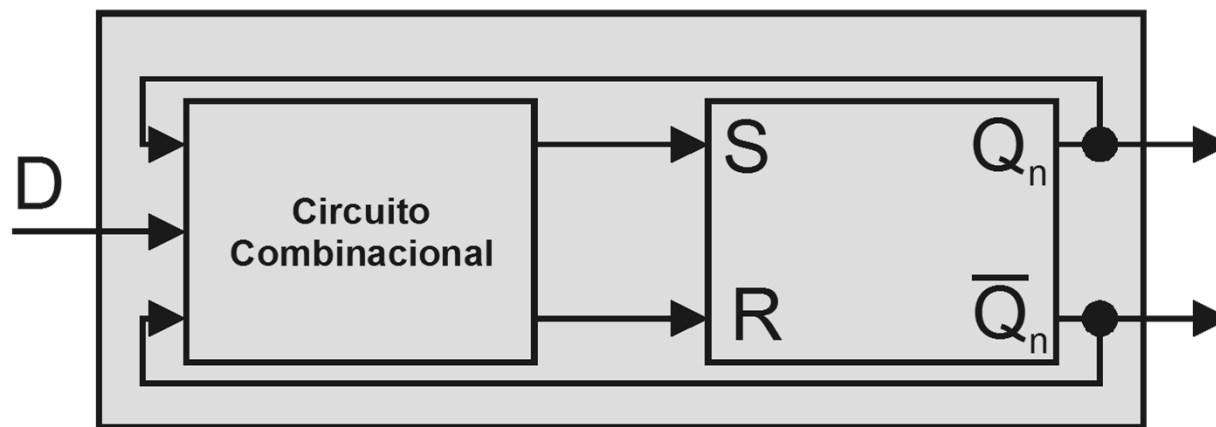 D
Circuito
Combinacional
S
Qₙ
R
Q̅ₙ